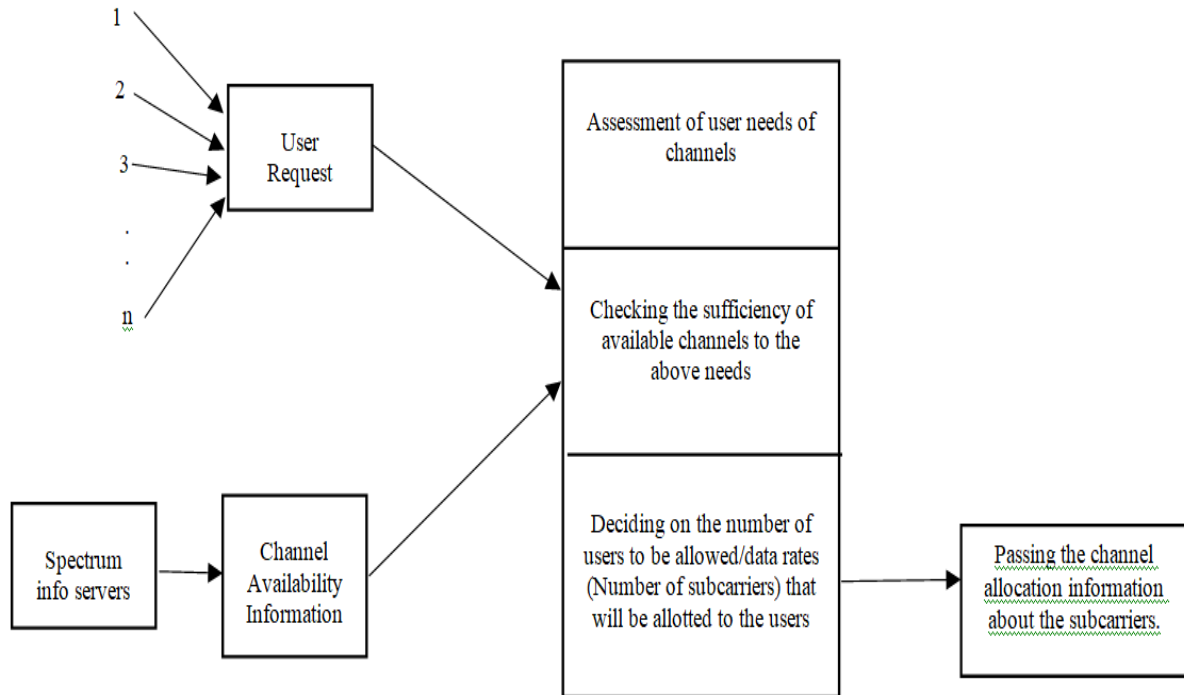 1
2
3
.
.
n
User
Request
Assessment of user needs of
channels
Checking the sufficiency of
available channels to the
above needs
Spectrum
info servers
Channel
Availability
Information
Deciding on the number of
users to be allowed/data rates
(Number of subcarriers) that
will be allotted to the users
Passing the channel
allocation information
about the subcarriers.